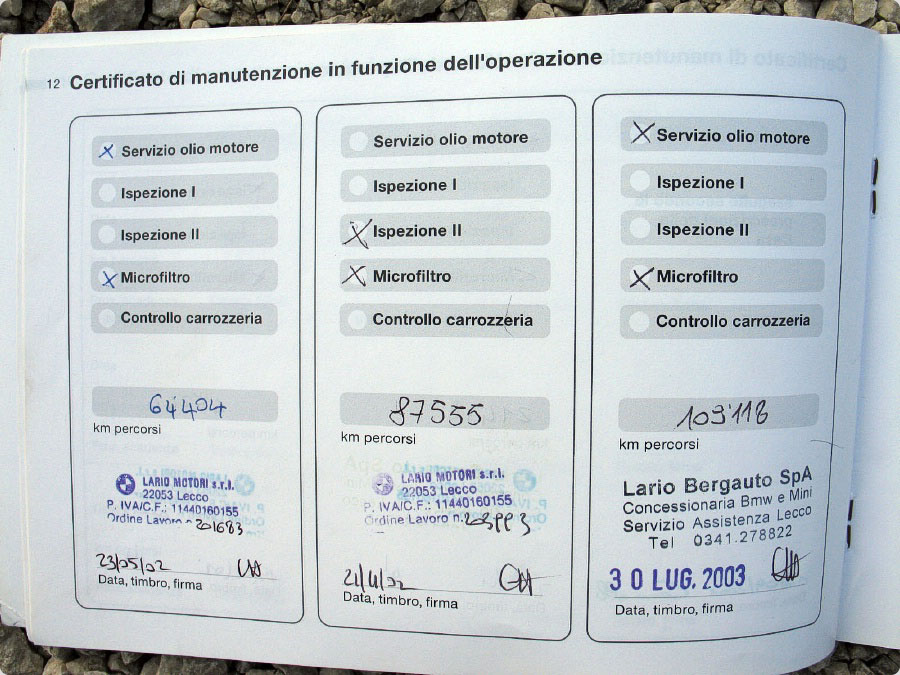 12 Certificato di manutenzione in funzione dell'operazione
Servizio olio motore
Ispezione I
Ispezione II
Microfiltro
Controllo carrozzeria
64404
km percorsi
LARIO MOTORI s.r.l.
22053 Lecco
P. IVA/C.F.: 11440160155
Ordine Lavoro n. 201683
23/05/02
Data, timbro, firma
Servizio olio motore
Ispezione I
Ispezione II
Microfiltro
Controllo carrozzeria
87555
km percorsi
LARIO MOTORI s.r.l.
22053 Lecco
P. IVA/C.F.: 11440160155
Ordine Lavoro n.
Data, timbro, firma
Servizio olio motore
Ispezione I
Ispezione II
Microfiltro
Controllo carrozzeria
109'118
km percorsi
Lario Bergauto SpA
Concessionaria Bmw e Mini
Servizio Assistenza Lecco
Tel 0341.278822
30 LUG. 2003
Data, timbro, firma